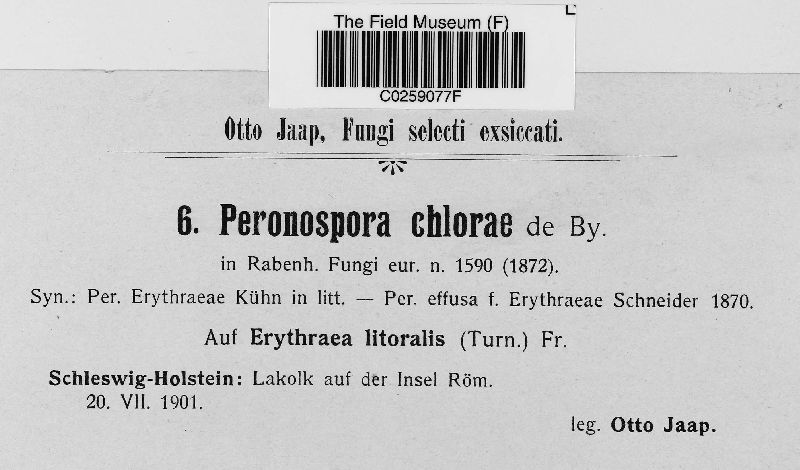 The Field Museum (F)
C0259077F
Otto Jaap, Fungi selecti exsiccati.
6. Peronospora chlorae de By.
in Rabenh. Fungi eur. n. 1590 (1872).
Syn.: Per. Erythraeae Kühn in litt. — Per. effusa f. Erythraeae Schneider 1870.
Auf Erythraea litoralis (Turn.) Fr.
Schleswig-Holstein: Lakolk auf der Insel Röm.
20. VII. 1901.
leg. Otto Jaap.